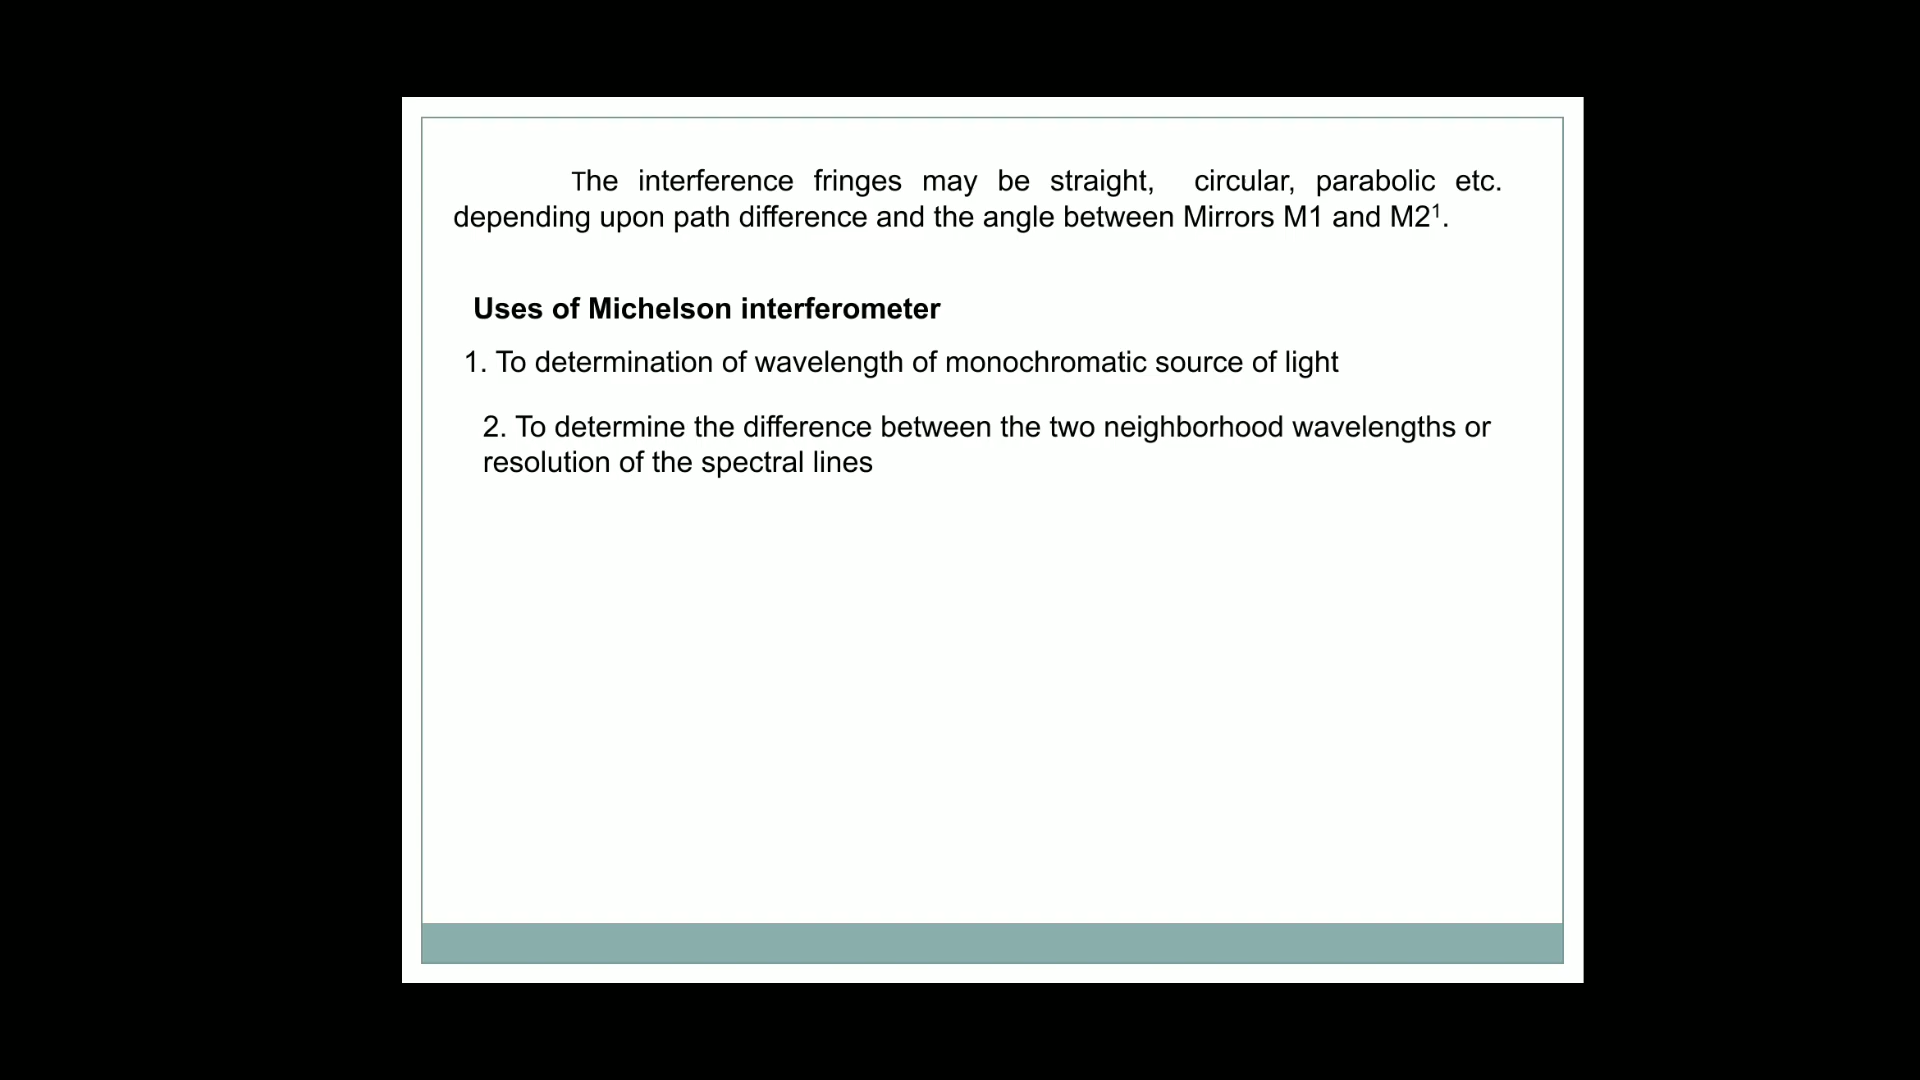 The interference fringes may be straight, circular, parabolic etc.
depending upon path difference and the angle between Mirrors M1 and M2¹.
Uses of Michelson interferometer
1. To determination of wavelength of monochromatic source of light
2. To determine the difference between the two neighborhood wavelengths or
resolution of the spectral lines